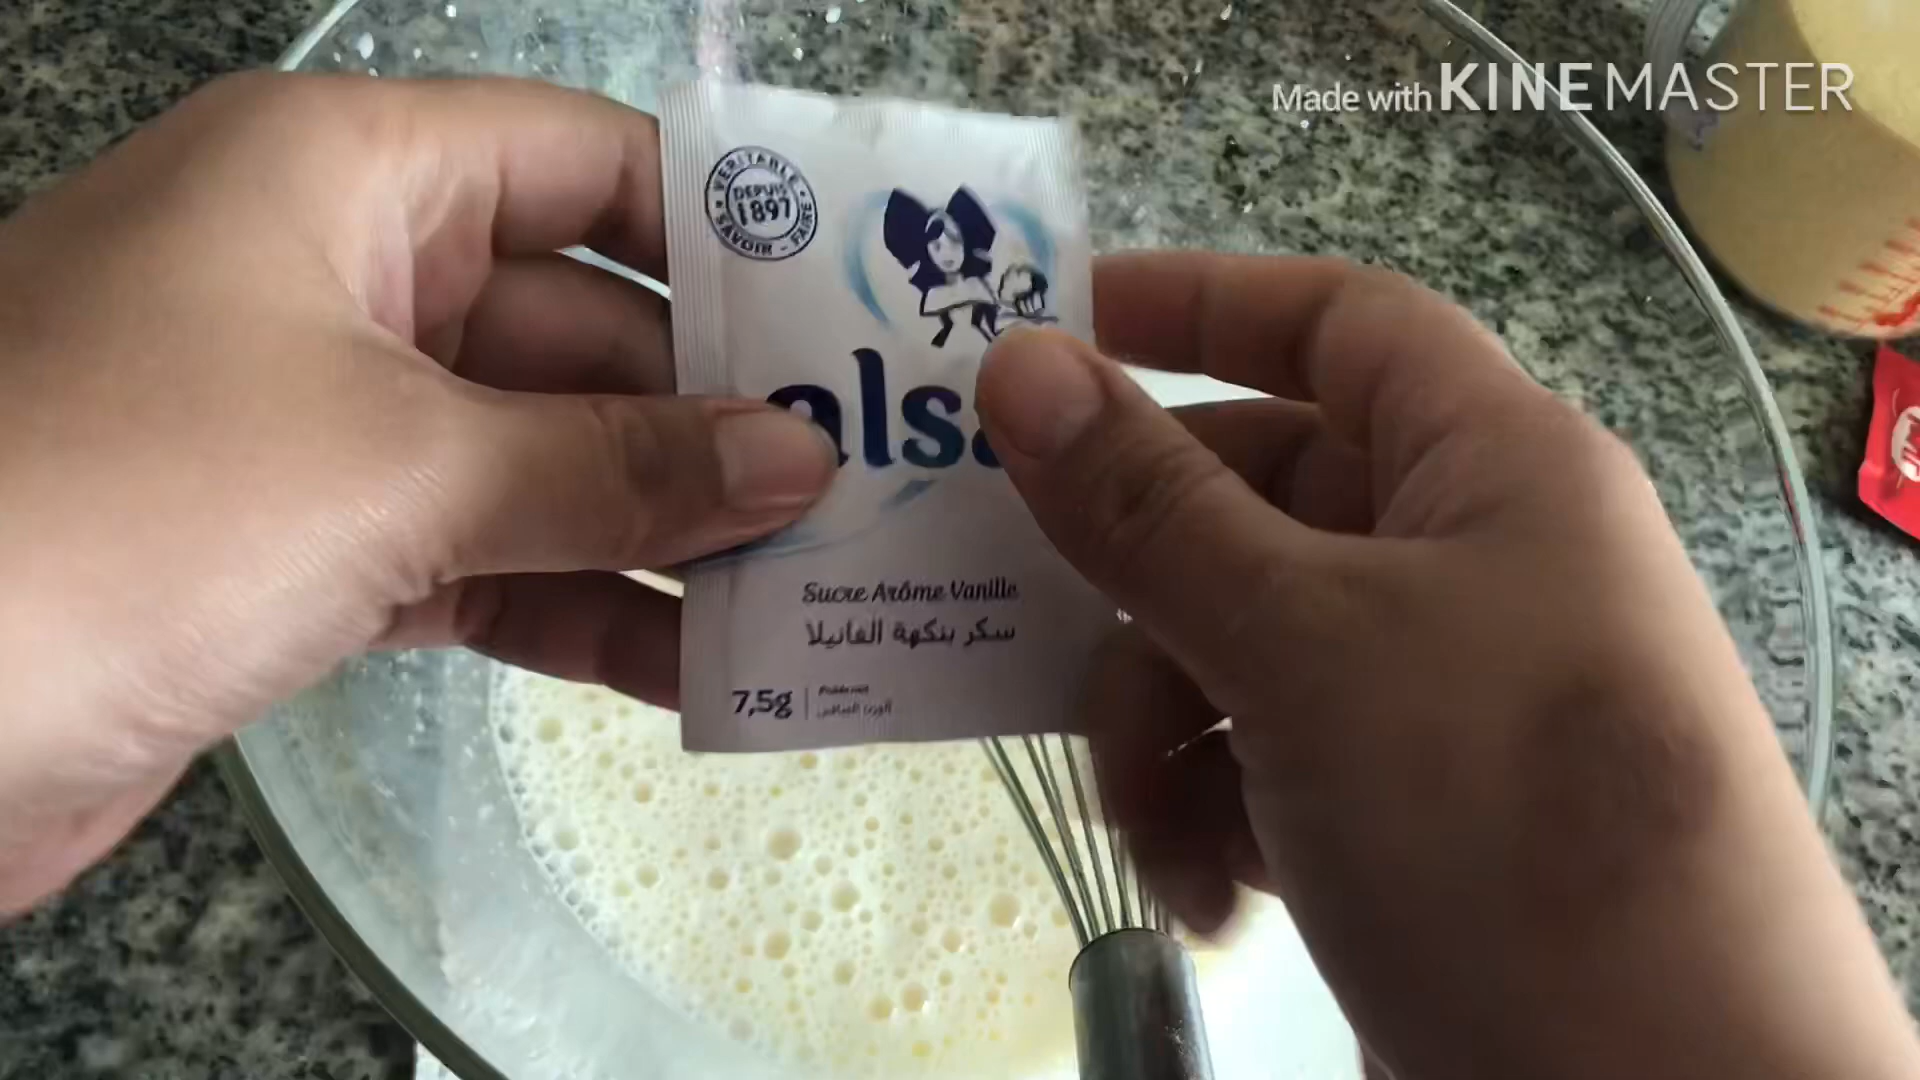 Made with KINEMASTER
VERITABLE
DEPUIS
1897
SAVOIR - FAIRE
alsa
Sucre Arôme Vanille
سكر بنكهة الفانيلا
7,5g
Poids net
الوزن الصافي